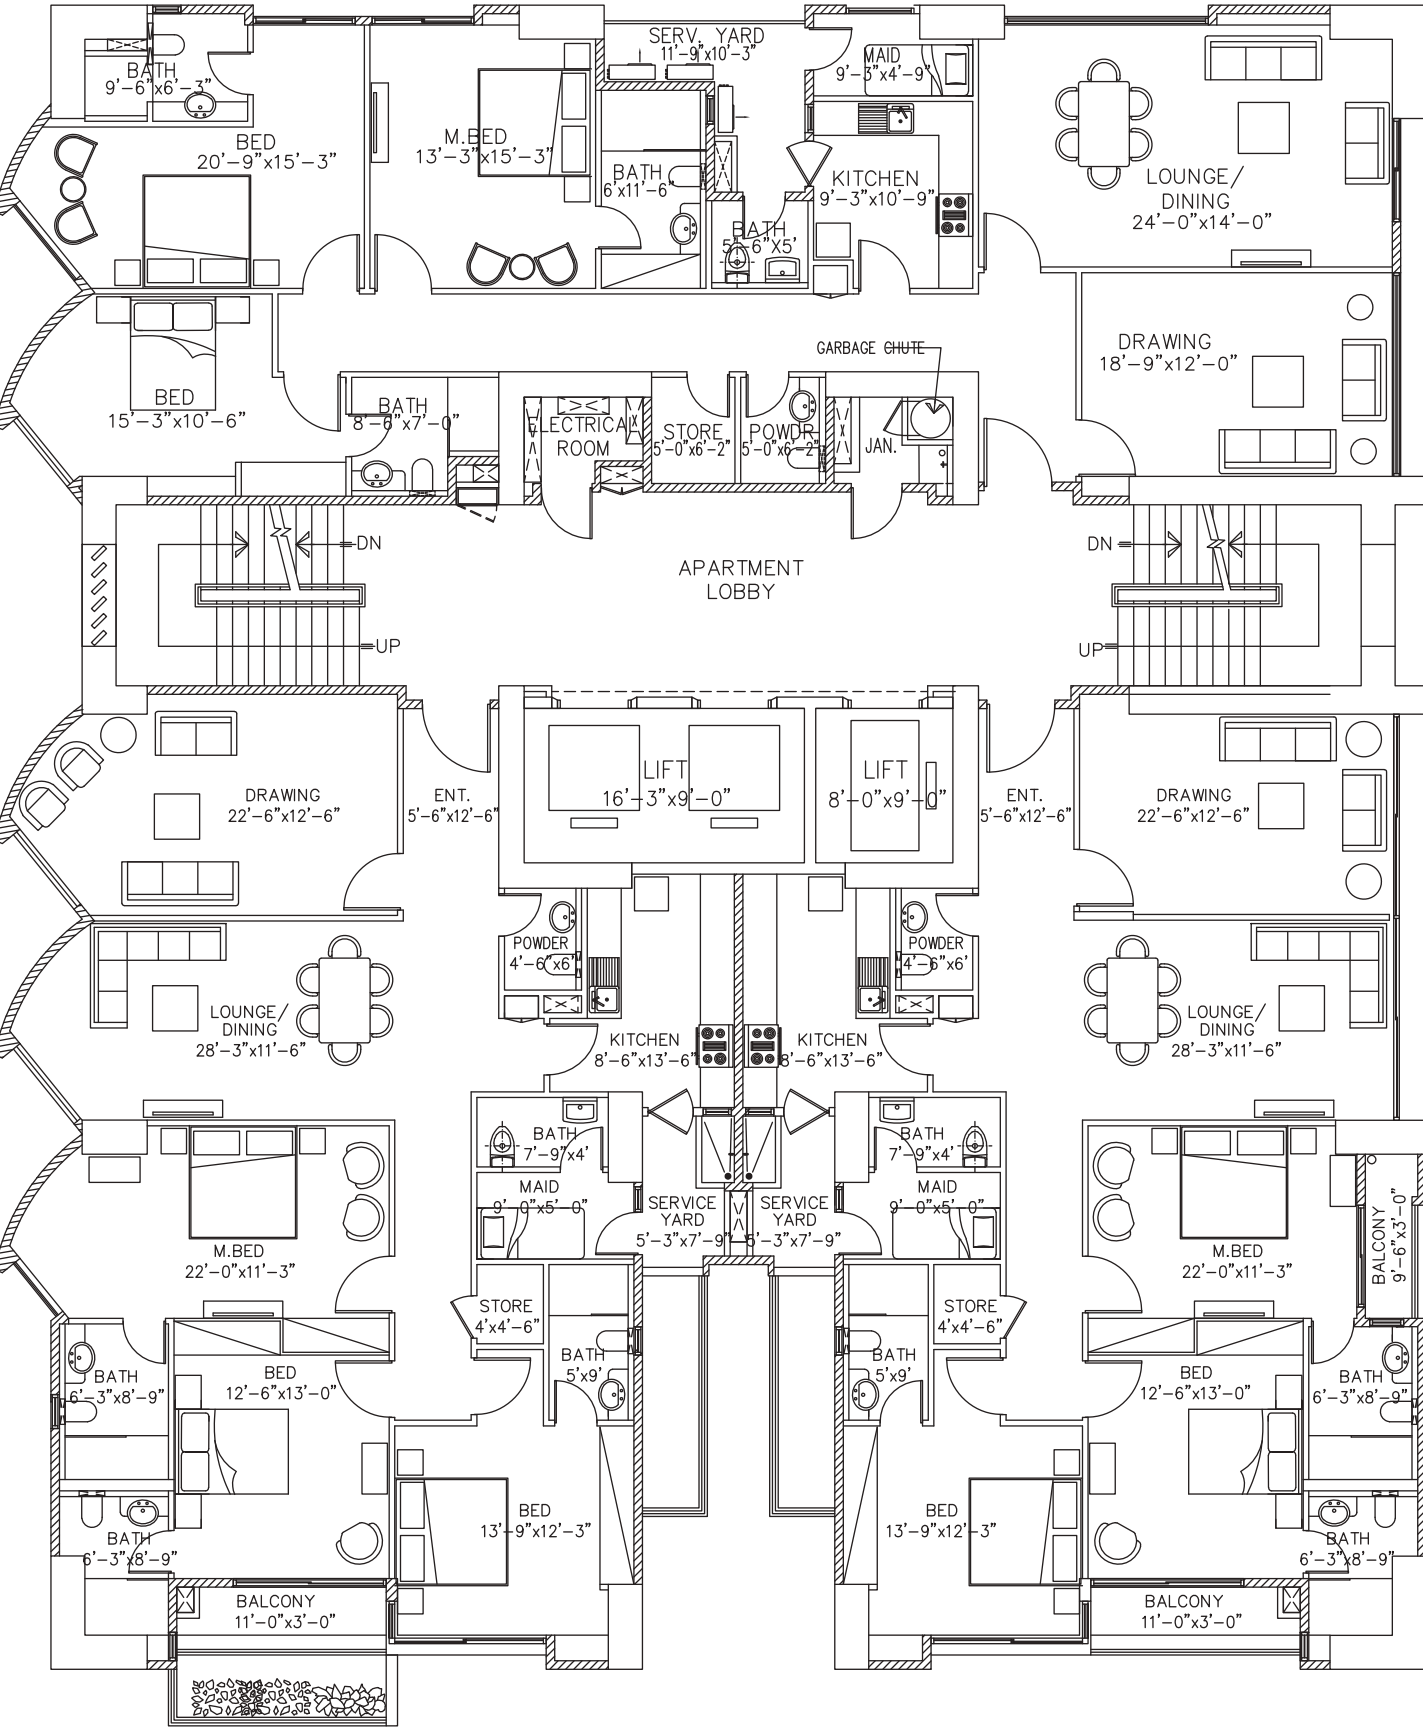 SERV. YARD
11'-9"x10'-3"
MAID
9'-3"x4'-9"
BATH
9'-6"x6'-3"
BED
20'-9"x15'-3"
M.BED
13'-3"x15'-3"
BATH
6'x11'-6"
KITCHEN
9'-3"x10'-9"
LOUNGE/
DINING
24'-0"x14'-0"
BATH
5'-6"X5'
DRAWING
18'-9"x12'-0"
GARBAGE CHUTE
BED
15'-3"x10'-6"
BATH
8'-6"x7'-0"
ELECTRICAL
ROOM
STORE
5'-0"x6'-2"
POWDR.
5'-0"x6'-2"
JAN.
DN
DN
APARTMENT
LOBBY
UP
UP
LIFT
16'-3"x9'-0"
LIFT
8'-0"x9'-0"
DRAWING
22'-6"x12'-6"
ENT.
5'-6"x12'-6"
ENT.
5'-6"x12'-6"
DRAWING
22'-6"x12'-6"
POWDER
4'-6"x6'
POWDER
4'-6"x6'
LOUNGE/
DINING
28'-3"x11'-6"
KITCHEN
8'-6"x13'-6"
KITCHEN
8'-6"x13'-6"
LOUNGE/
DINING
28'-3"x11'-6"
BATH
7'-9"x4'
BATH
7'-9"x4'
MAID
9'-0"x5'-0"
SERVICE
YARD
5'-3"x7'-9"
SERVICE
YARD
5'-3"x7'-9"
MAID
9'-0"x5'-0"
M.BED
22'-0"x11'-3"
M.BED
22'-0"x11'-3"
BALCONY
9'-6"x3'-0"
STORE
4'x4'-6"
STORE
4'x4'-6"
BATH
6'-3"x8'-9"
BED
12'-6"x13'-0"
BATH
5'x9'
BATH
5'x9'
BED
12'-6"x13'-0"
BATH
6'-3"x8'-9"
BATH
6'-3"x8'-9"
BED
13'-9"x12'-3"
BED
13'-9"x12'-3"
BATH
6'-3"x8'-9"
BALCONY
11'-0"x3'-0"
BALCONY
11'-0"x3'-0"